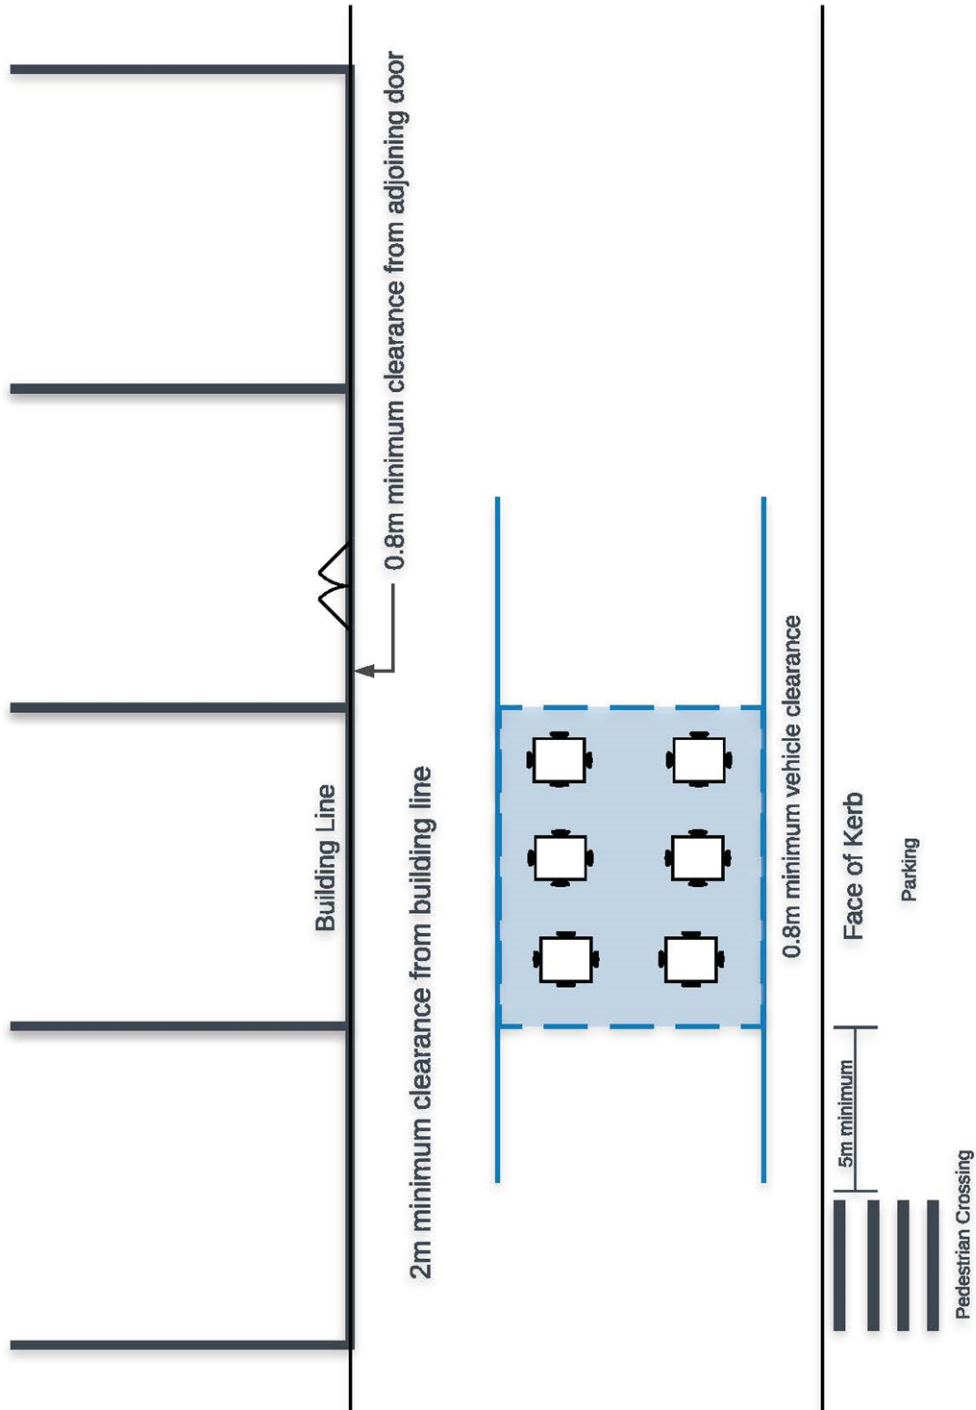 Building Line
0.8m minimum clearance from adjoining door
2m minimum clearance from building line
0.8m minimum vehicle clearance
Face of Kerb
Parking
5m minimum
Pedestrian Crossing